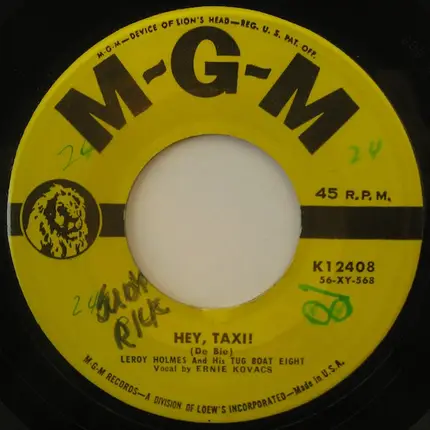 M-G-M—DEVICE OF LION'S HEAD—REG. U. S. PAT. OFF.
M-G-M
24
24
45 R.P.M.
K12408
56-XY-568
24
HEY, TAXI!
(De Bie)
LEROY HOLMES And His TUG BOAT EIGHT
Vocal by ERNIE KOVACS
M-G-M RECORDS—A DIVISION OF LOEW'S INCORPORATED—Made in U.S.A.